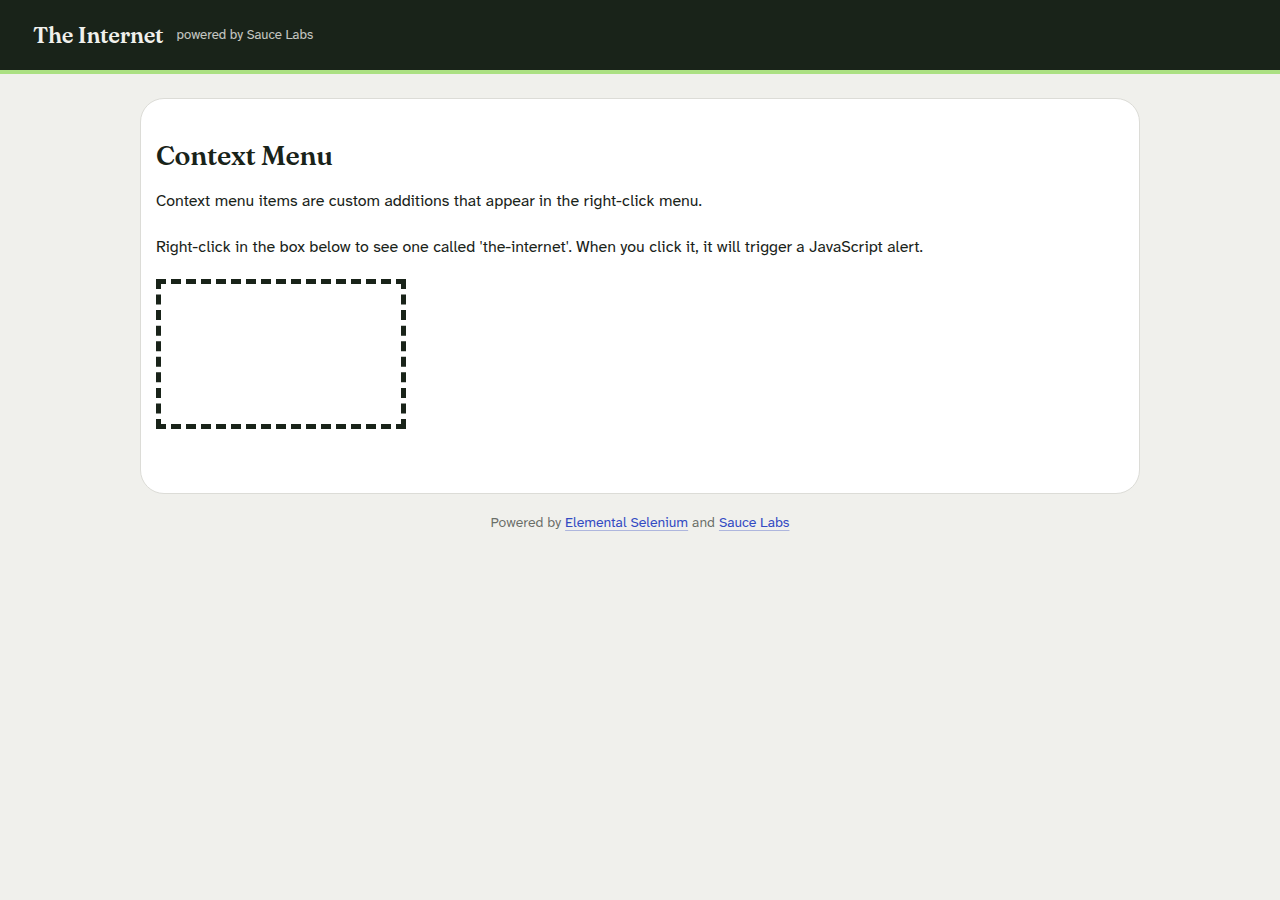 The Internet powered by Sauce Labs
Context Menu
Context menu items are custom additions that appear in the right-click menu.
Right-click in the box below to see one called 'the-internet'. When you click it, it will trigger a JavaScript alert.
Powered by Elemental Selenium and Sauce Labs